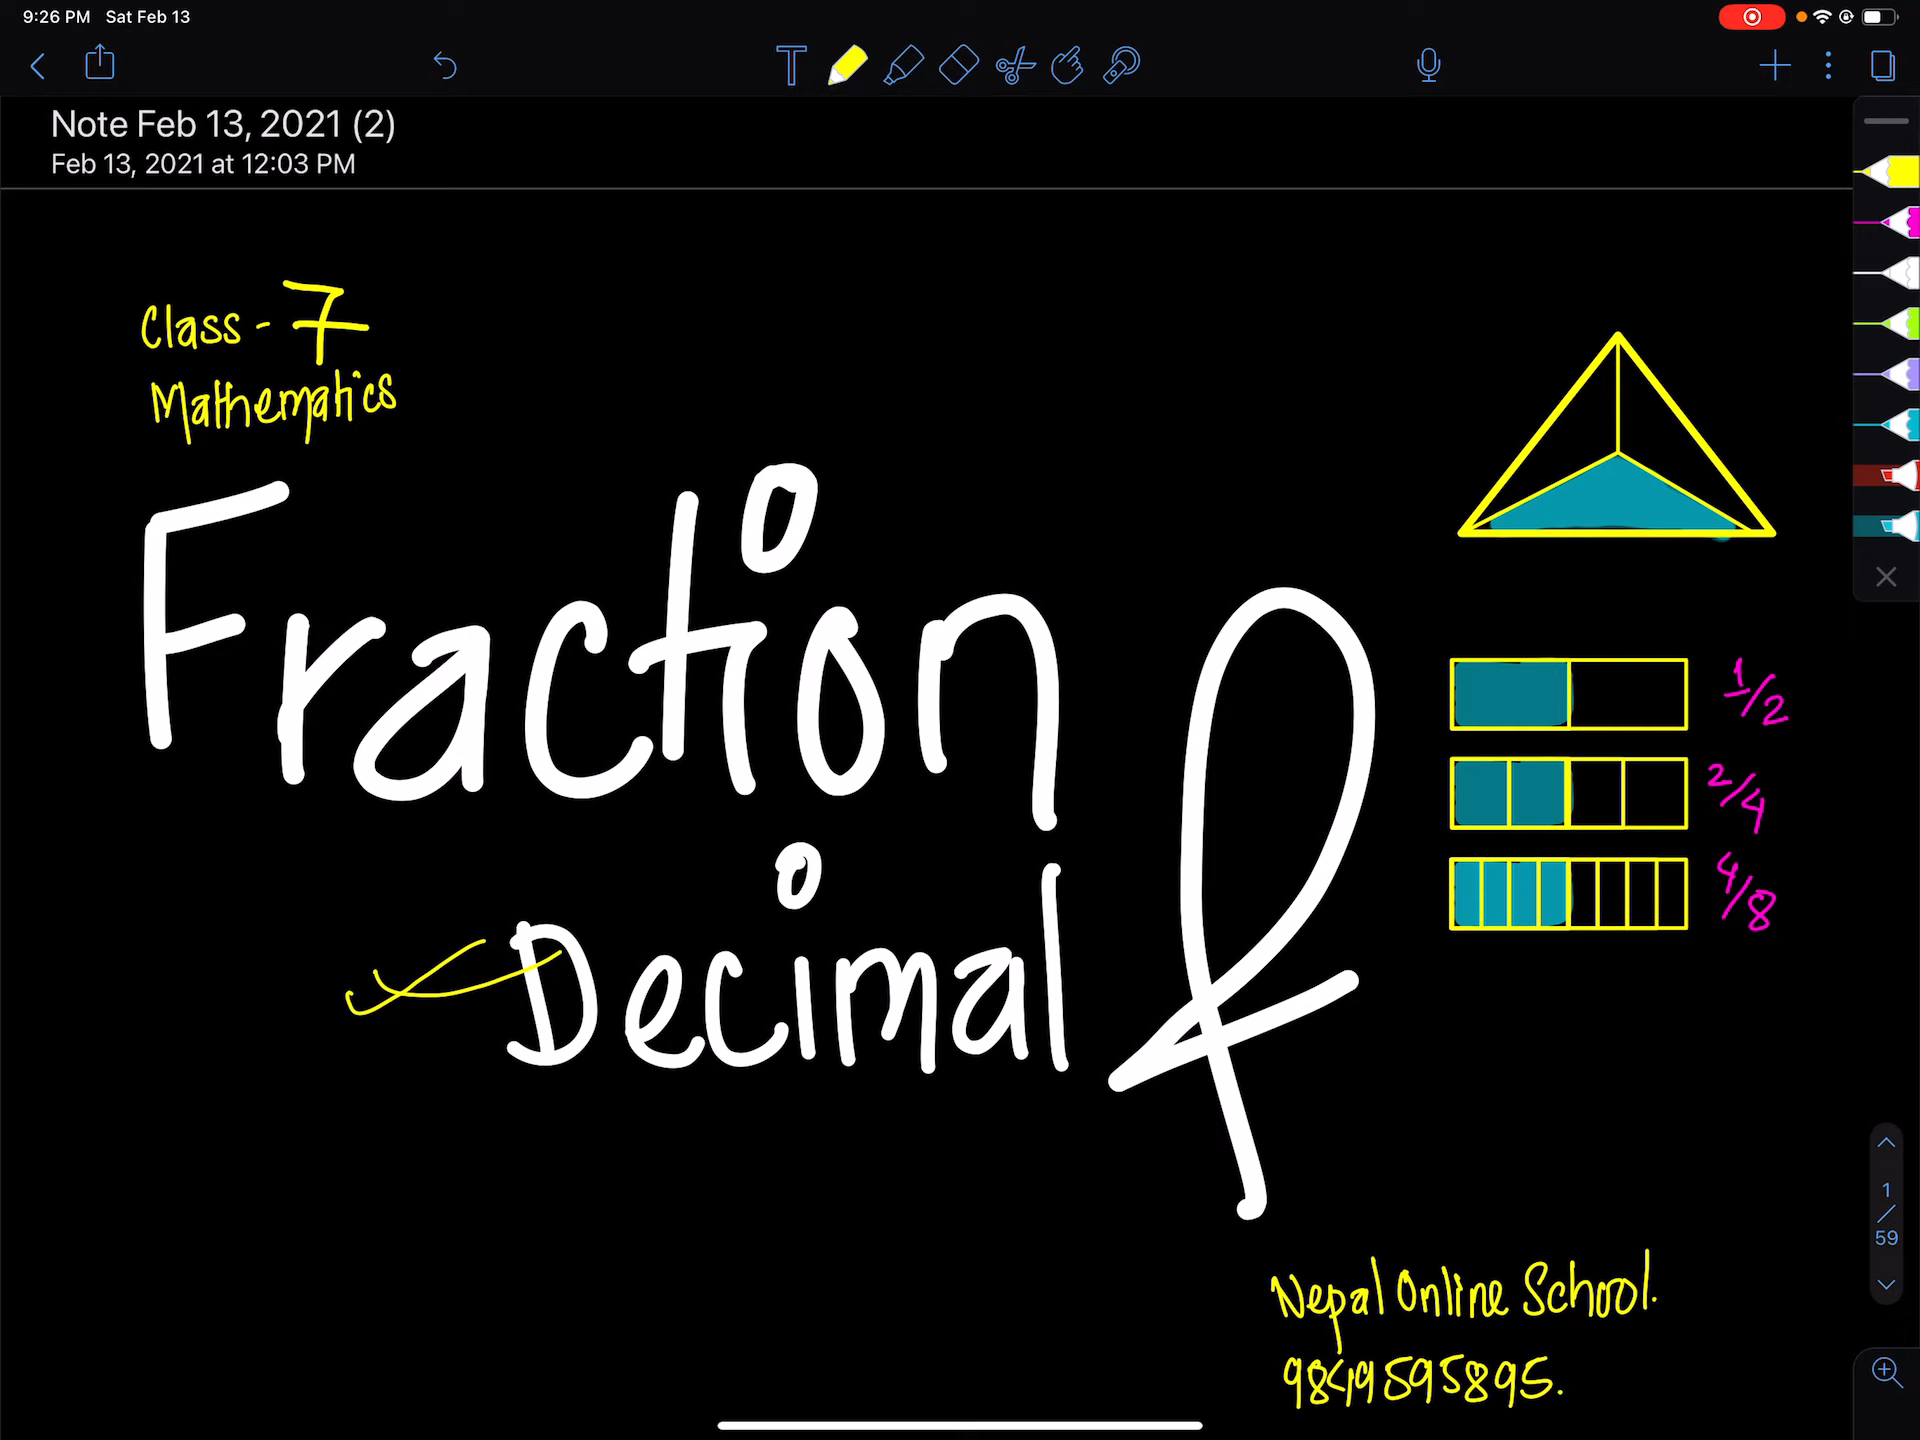 9:26 PM Sat Feb 13
Note Feb 13, 2021 (2)
Feb 13, 2021 at 12:03 PM
Class - 7
Mathematics
Fraction &
Decimal
1/2
2/4
4/8
1
/
59
Nepal Online School.
9849595895.